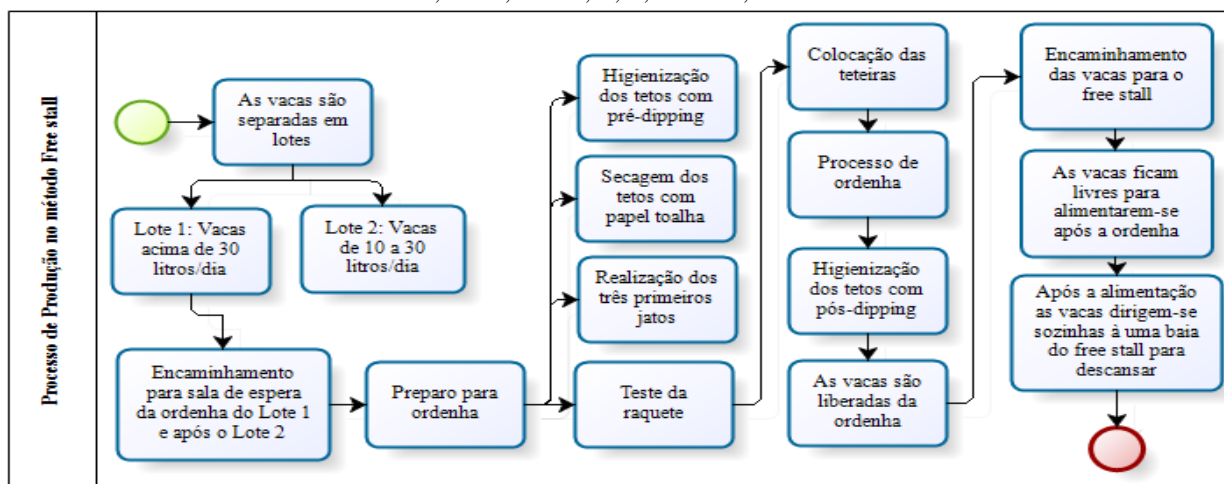 Processo de Produção no método Free stall
As vacas são
separadas em
lotes
Lote 1: Vacas
acima de 30
litros/dia
Lote 2: Vacas
de 10 a 30
litros/dia
Encaminhamento
para sala de espera
da ordenha do Lote 1
e após o Lote 2
Preparo para
ordenha
Higienização
dos tetos com
pré-dipping
Secagem dos
tetos com
papel toalha
Realização dos
três primeiros
jatos
Teste da
raquete
Colocação das
teteiras
Processo de
ordenha
Higienização
dos tetos com
pós-dipping
As vacas são
liberadas da
ordenha
Encaminhamento
das vacas para o
free stall
As vacas ficam
livres para
alimentarem-se
após a ordenha
Após a alimentação
as vacas dirigem-se
sozinhas à uma baia
do free stall para
descansar